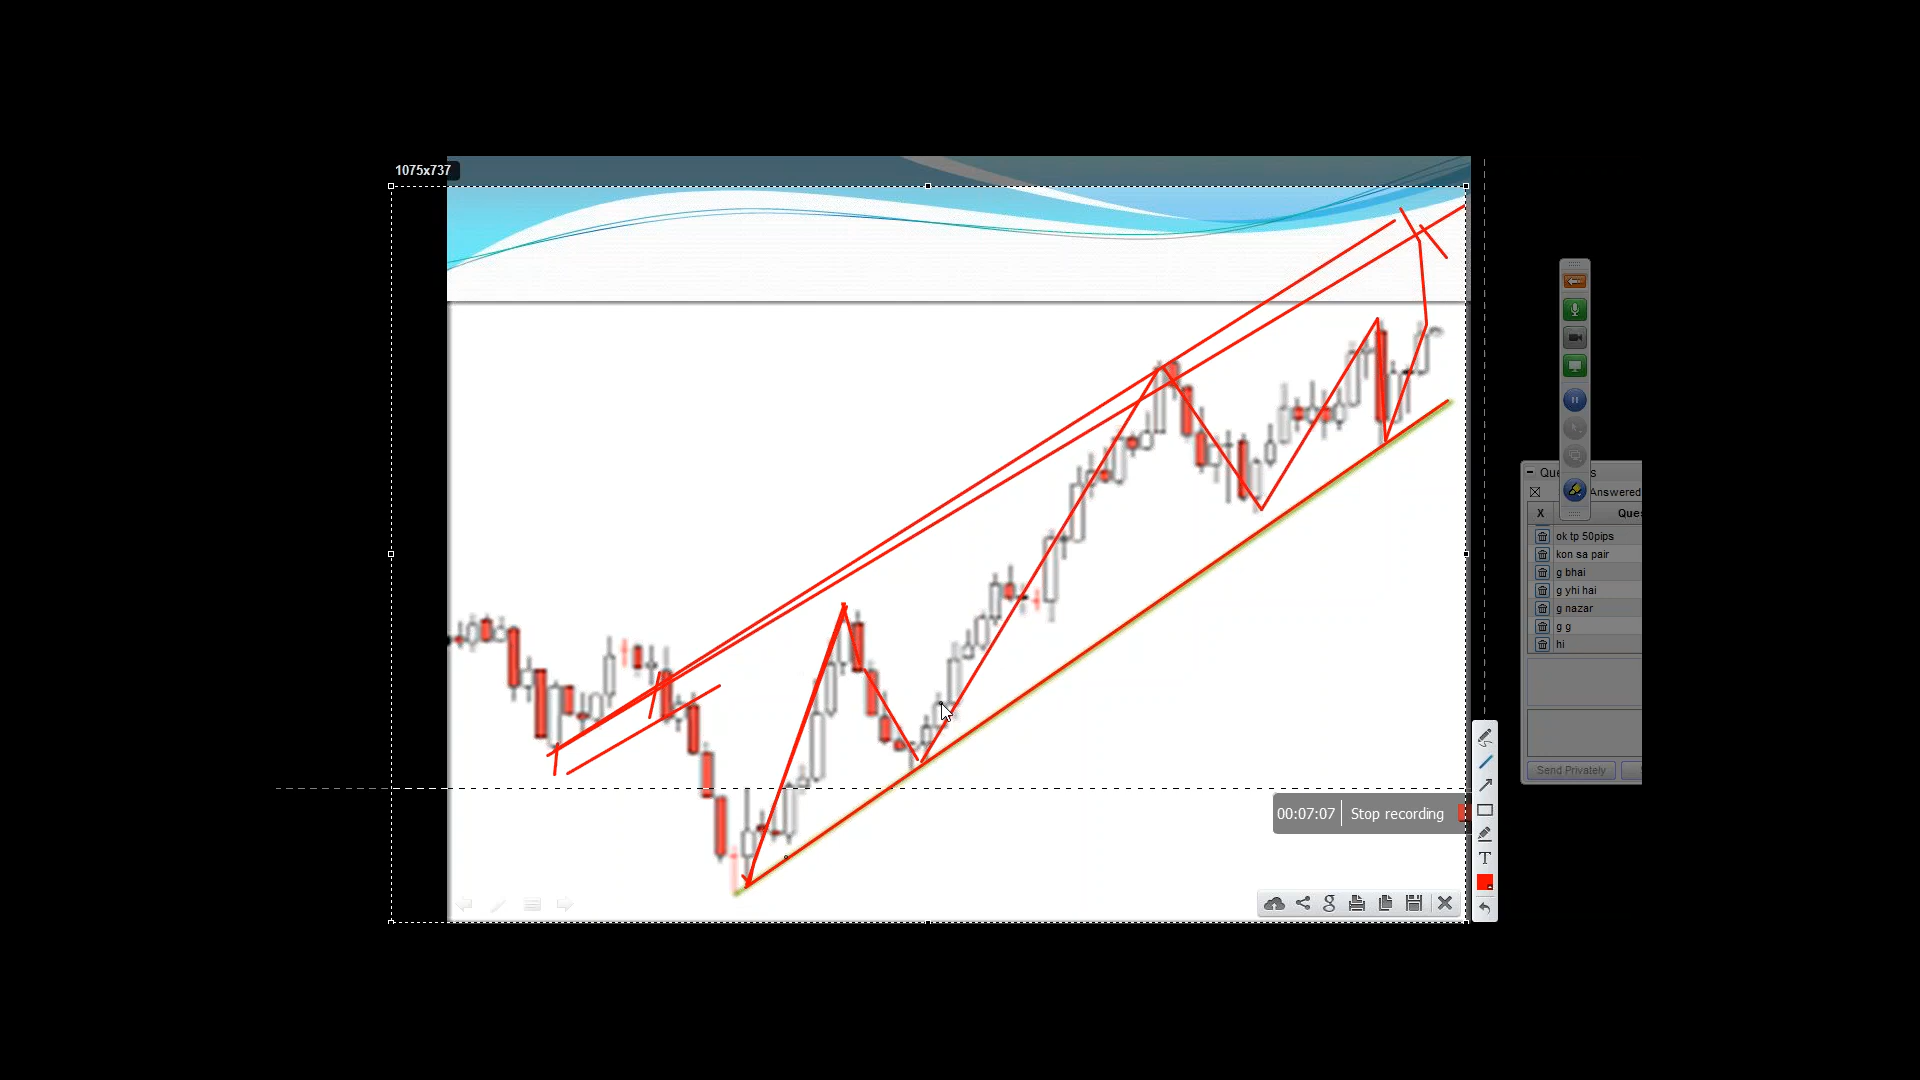 1075x737
Answered
X
ok tp 50pips
kon sa pair
g bhai
g yhi hai
g nazar
g g
hi
Send Privately
00:07:07 Stop recording
T